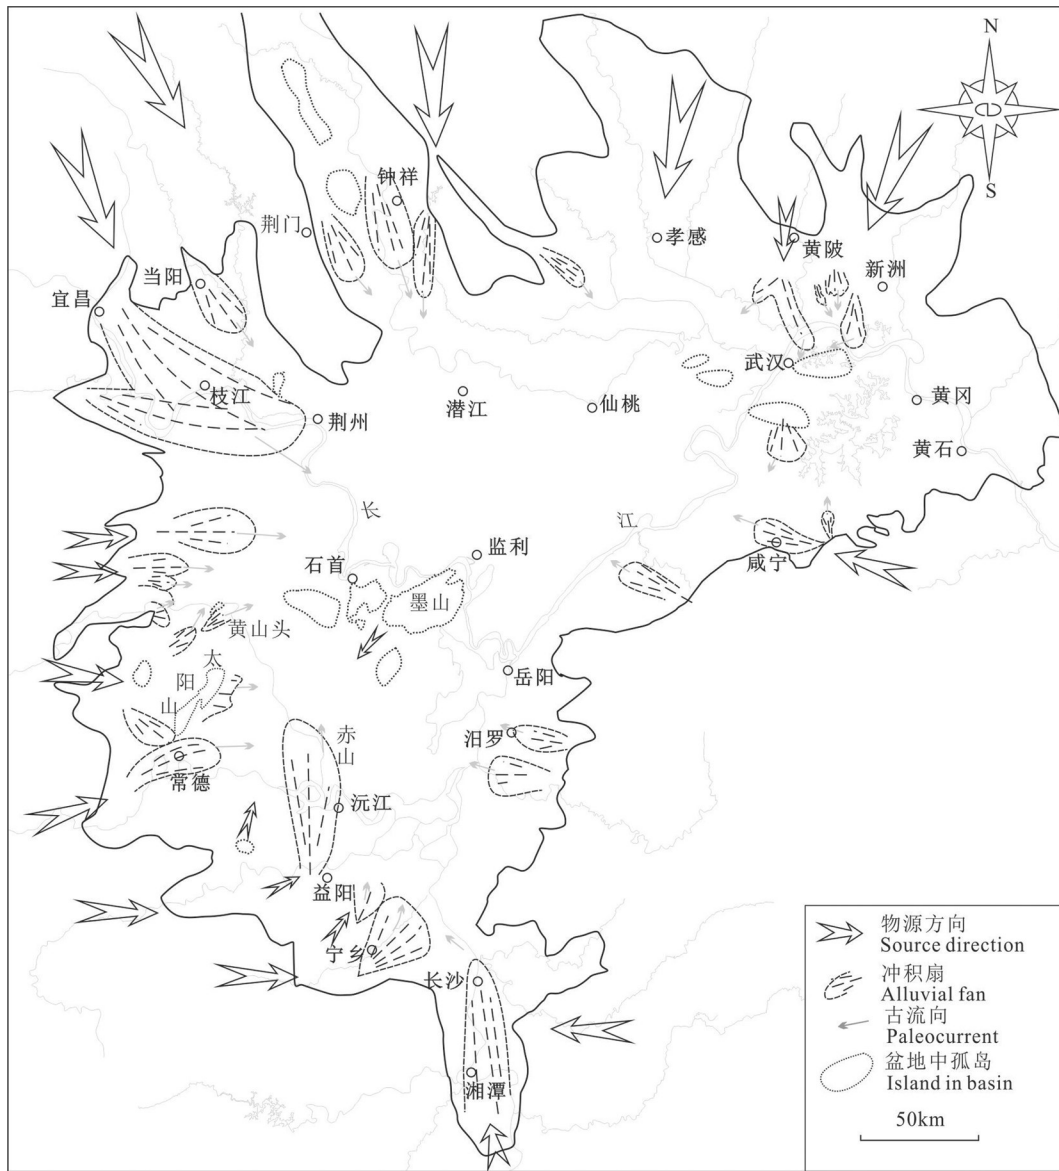 N
S
钟祥
荆门
孝感
黄陂
新洲
当阳
宜昌
武汉
枝江
荆州
潜江
仙桃
黄冈
黄石
长
江
监利
石首
咸宁
墨山
黄山头
太
阳
山
岳阳
汨罗
赤
山
常德
沅江
益阳
宁乡
长沙
湘潭
物源方向
Source direction
冲积扇
Alluvial fan
古流向
Paleocurrent
盆地中孤岛
Island in basin
50km